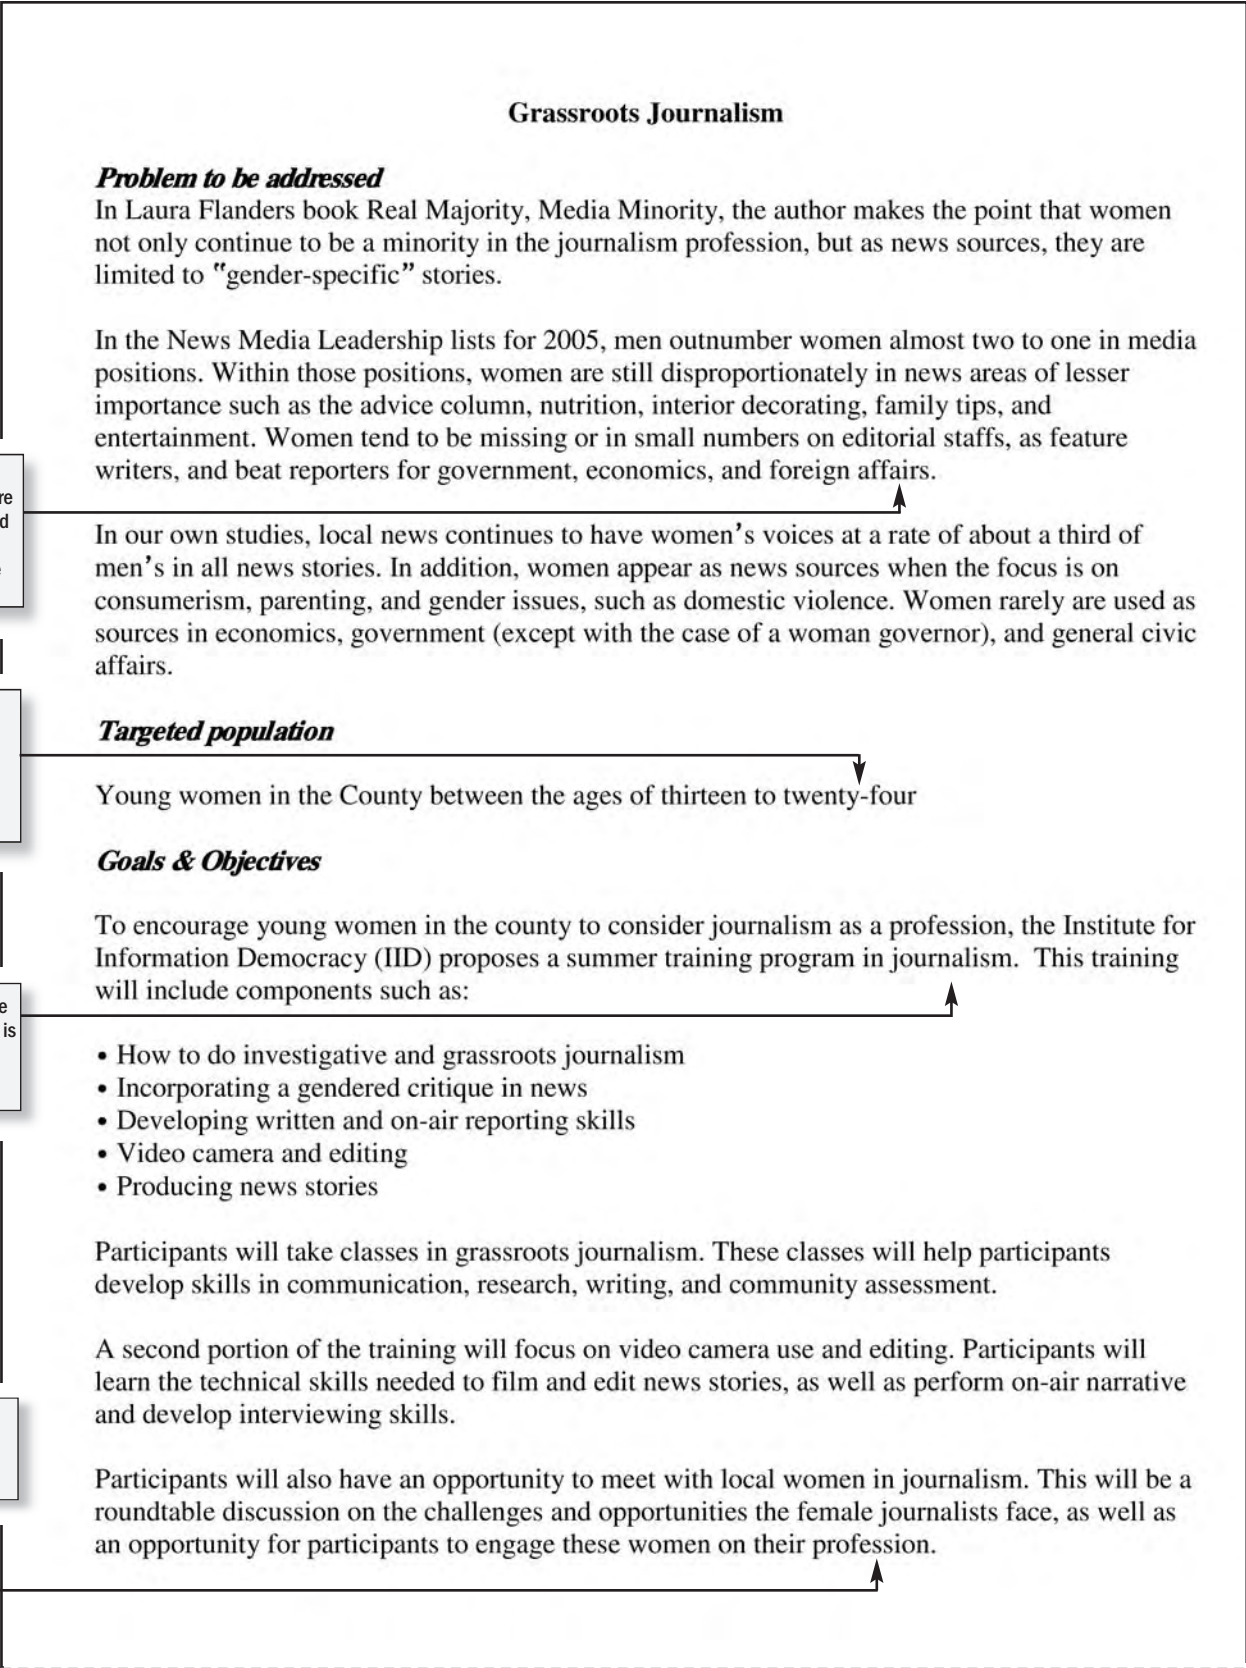 Grassroots Journalism
Problem to be addressed
In Laura Flanders book Real Majority, Media Minority, the author makes the point that women
not only continue to be a minority in the journalism profession, but as news sources, they are
limited to "gender-specific" stories.
In the News Media Leadership lists for 2005, men outnumber women almost two to one in media
positions. Within those positions, women are still disproportionately in news areas of lesser
importance such as the advice column, nutrition, interior decorating, family tips, and
entertainment. Women tend to be missing or in small numbers on editorial staffs, as feature
writers, and beat reporters for government, economics, and foreign affairs.
In our own studies, local news continues to have women's voices at a rate of about a third of
men's in all news stories. In addition, women appear as news sources when the focus is on
consumerism, parenting, and gender issues, such as domestic violence. Women rarely are used as
sources in economics, government (except with the case of a woman governor), and general civic
affairs.
Targeted population
Young women in the County between the ages of thirteen to twenty-four
Goals & Objectives
To encourage young women in the county to consider journalism as a profession, the Institute for
Information Democracy (IID) proposes a summer training program in journalism.  This training
will include components such as:
is
• How to do investigative and grassroots journalism
• Incorporating a gendered critique in news
• Developing written and on-air reporting skills
• Video camera and editing
• Producing news stories
Participants will take classes in grassroots journalism. These classes will help participants
develop skills in communication, research, writing, and community assessment.
A second portion of the training will focus on video camera use and editing. Participants will
learn the technical skills needed to film and edit news stories, as well as perform on-air narrative
and develop interviewing skills.
Participants will also have an opportunity to meet with local women in journalism. This will be a
roundtable discussion on the challenges and opportunities the female journalists face, as well as
an opportunity for participants to engage these women on their profession.